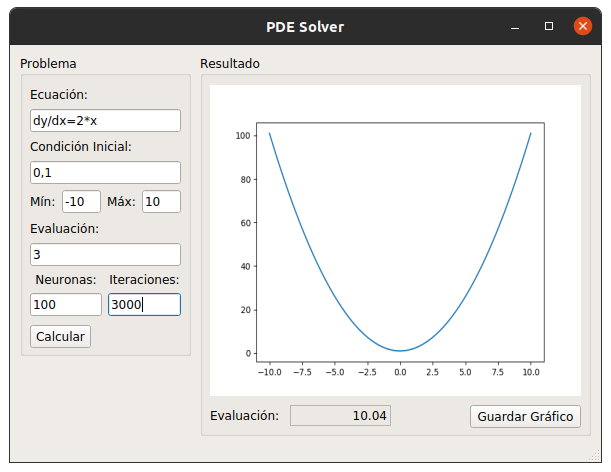 PDE Solver
Problema
Ecuación:
dy/dx=2*x
Condición Inicial:
0,1
Mín: -10 Máx: 10
Evaluación:
3
Neuronas: Iteraciones:
100 3000
Calcular
Resultado
100
80
60
40
20
0
−10.0 −7.5 −5.0 −2.5 0.0 2.5 5.0 7.5 10.0
Evaluación: 10.04 Guardar Gráfico